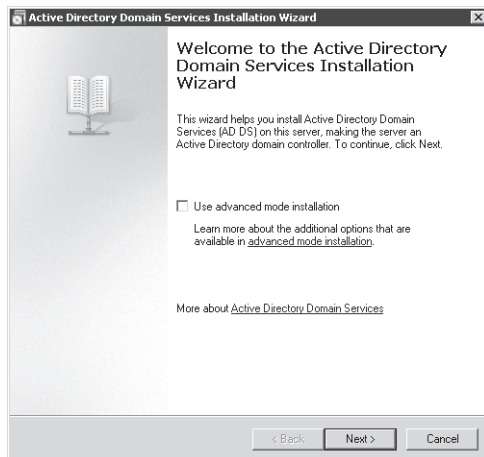 Active Directory Domain Services Installation Wizard
Welcome to the Active Directory
Domain Services Installation
Wizard
This wizard helps you install Active Directory Domain
Services (AD DS) on this server, making the server an
Active Directory domain controller. To continue, click Next.
Use advanced mode installation
Learn more about the additional options that are
available in advanced mode installation.
More about Active Directory Domain Services
< Back Next > Cancel